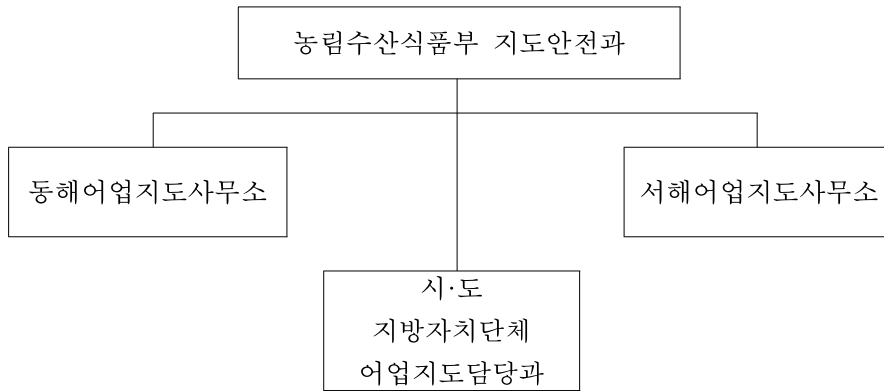 농림수산식품부 지도안전과
동해어업지도사무소
서해어업지도사무소
시·도
지방자치단체
어업지도담당과